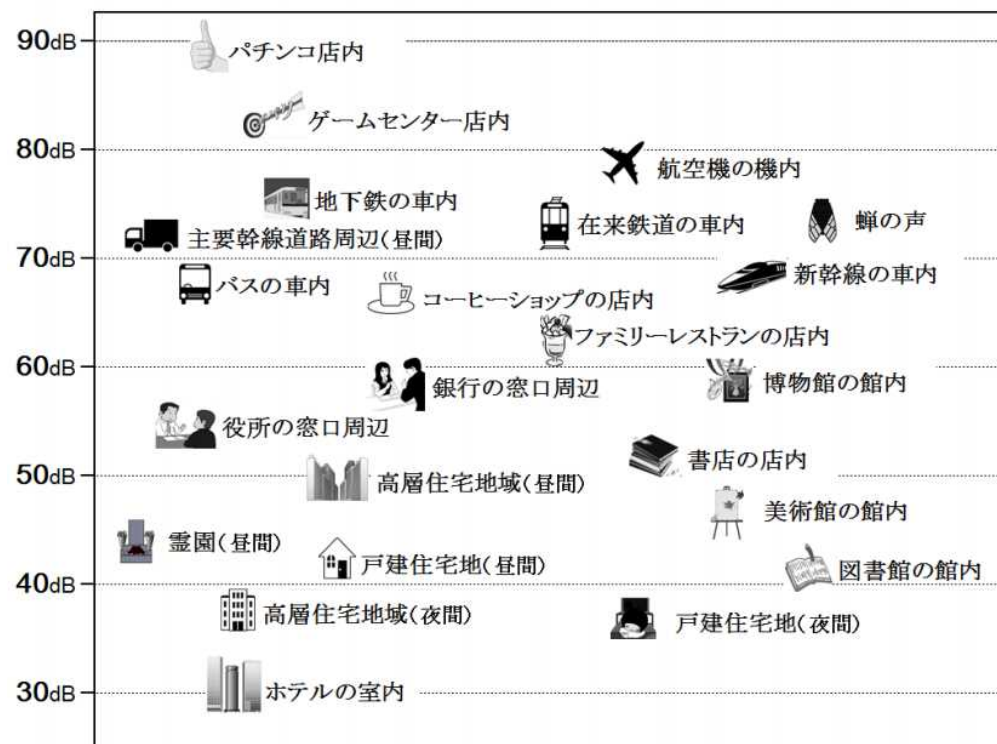 90dB
パチンコ店内
ゲームセンター店内
80dB
航空機の機内
地下鉄の車内
在来鉄道の車内
蝉の声
主要幹線道路周辺(昼間)
70dB
バスの車内
新幹線の車内
コーヒーショップの店内
ファミリーレストランの店内
60dB
銀行の窓口周辺
博物館の館内
役所の窓口周辺
書店の店内
50dB
高層住宅地域(昼間)
美術館の館内
霊園(昼間)
戸建住宅地(昼間)
図書館の館内
40dB
高層住宅地域(夜間)
戸建住宅地(夜間)
30dB
ホテルの室内